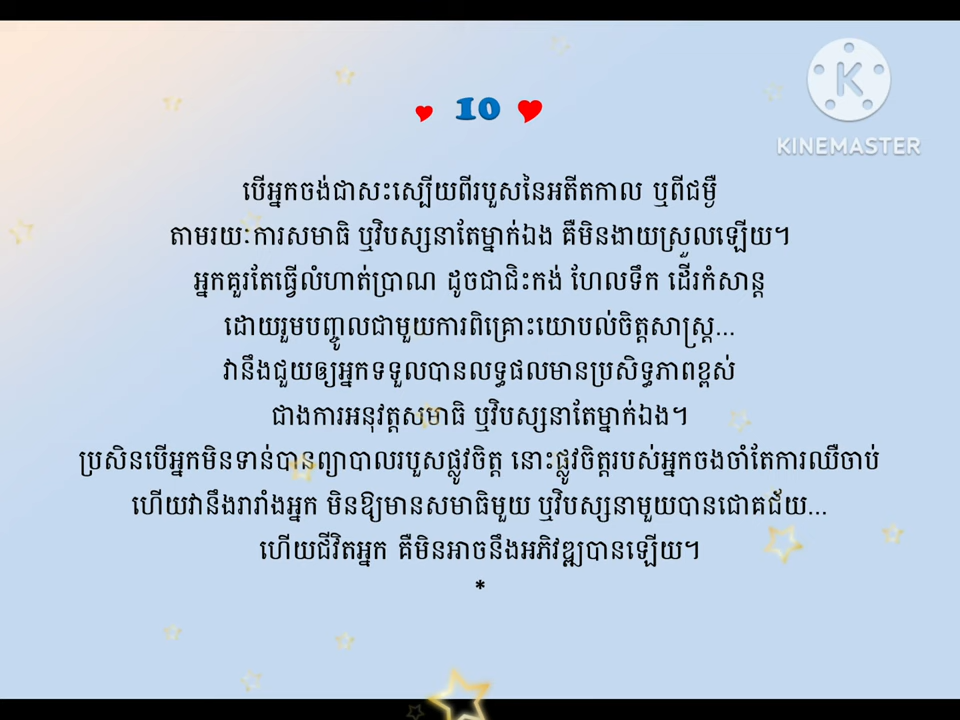 10
KINEMASTER
បើអ្នកចង់ជាសះស្បើយពីរបួសនៃអតីតកាល ឬពីជម្ងឺ
តាមរយៈការសមាធិ ឬវិបស្សនាតែម្នាក់ឯង គឺមិនងាយស្រួលឡើយ។
អ្នកគួរតែធ្វើលំហាត់ប្រាណ ដូចជាជិះកង់ ហែលទឹក ដើរកំសាន្ត
ដោយរួមបញ្ចូលជាមួយការពិគ្រោះយោបល់ចិត្តសាស្ត្រ...
វានឹងជួយឲ្យអ្នកទទួលបានលទ្ធផលមានប្រសិទ្ធភាពខ្ពស់
ជាងការអនុវត្តសមាធិ ឬវិបស្សនាតែម្នាក់ឯង។
ប្រសិនបើអ្នកមិនទាន់បានព្យាបាលរបួសផ្លូវចិត្ត នោះផ្លូវចិត្តរបស់អ្នកចងចាំតែការឈឺចាប់
ហើយវានឹងរារាំងអ្នក មិនឱ្យមានសមាធិមួយ ឬវិបស្សនាមួយបានជោគជ័យ...
ហើយជីវិតអ្នក គឺមិនអាចនឹងអភិវឌ្ឍបានឡើយ។
*